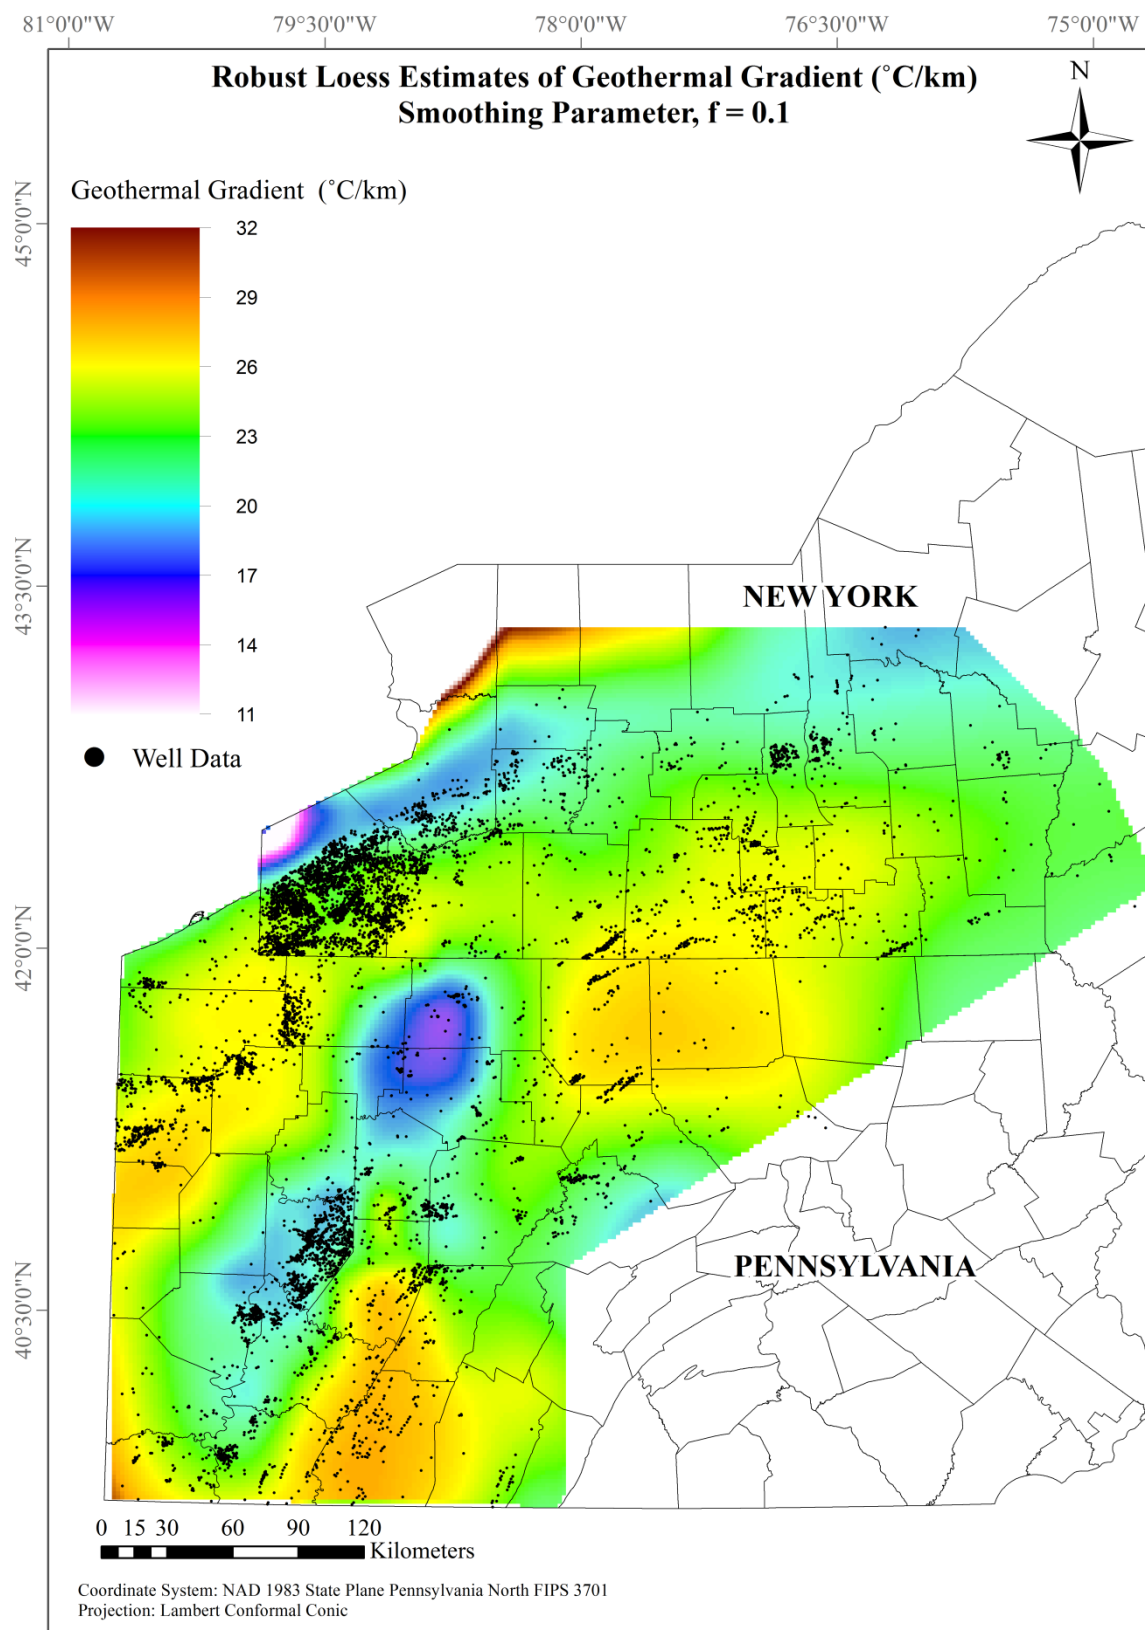 81°0'0"W 79°30'0"W 78°0'0"W 76°30'0"W 75°0'0"W
Robust Loess Estimates of Geothermal Gradient (˚C/km)
Smoothing Parameter, f = 0.1
N
Geothermal Gradient (˚C/km)
32
29
26
23
20
17
14
11
Well Data
45°0'0"N
43°30'0"N
42°0'0"N
40°30'0"N
NEW YORK
PENNSYLVANIA
0 15 30 60 90 120
Kilometers
Coordinate System: NAD 1983 State Plane Pennsylvania North FIPS 3701
Projection: Lambert Conformal Conic